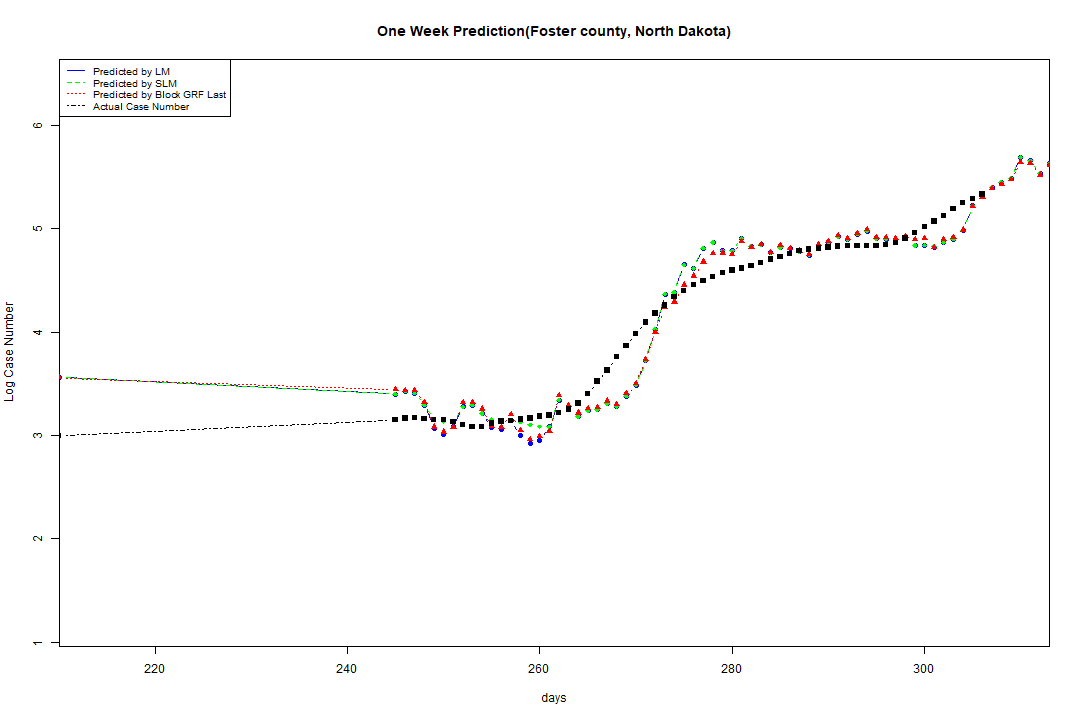 One Week Prediction(Foster county, North Dakota)
Predicted by LM
Predicted by SLM
Predicted by Block GRF Last
Actual Case Number
Log Case Number
6
5
4
3
2
1
220 240 260 280 300
days